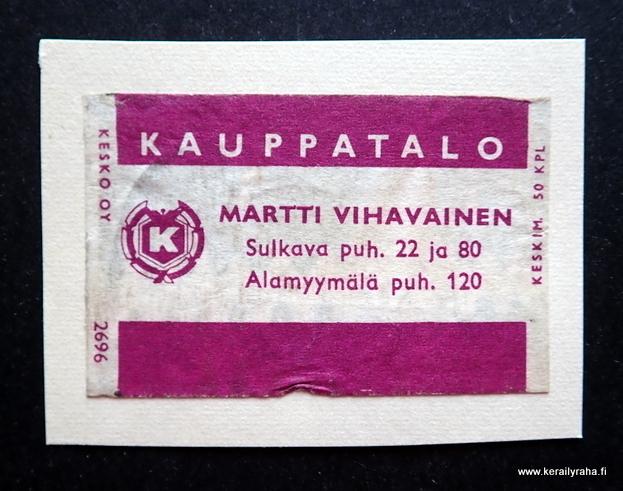 KAUPPATALO
KESKO OY
2696
K
MARTTI VIHAVAINEN
Sulkava puh. 22 ja 80
Alamyymälä puh. 120
KESKIM. 50 KPL
www.kerailyraha.fi